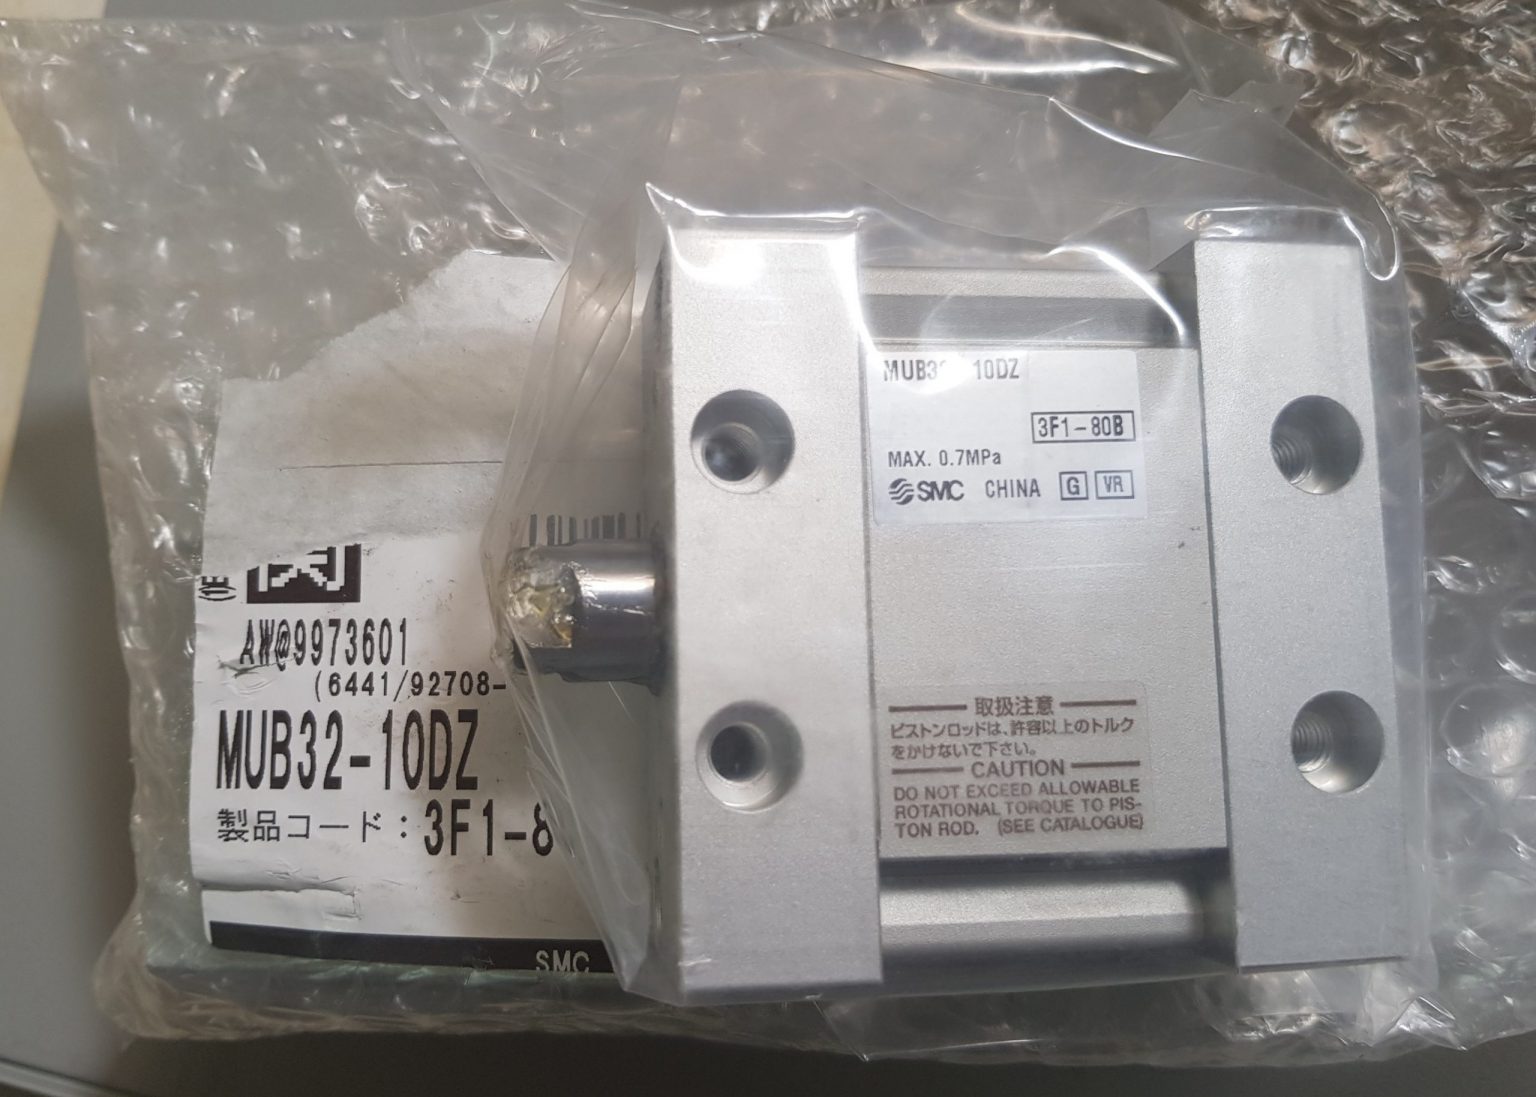 AW@9973601
(6441/92708-
MUB32-10DZ
製品コード:3F1-8
SMC
MUB3 10DZ
3F1-80B
MAX. 0.7MPa
SMC CHINA G VR
取扱注意
ピストンロッドは、許容以上のトルク
をかけないで下さい。
CAUTION
DO NOT EXCEED ALLOWABLE
ROTATIONAL TORQUE TO PIS-
TON ROD. (SEE CATALOGUE)